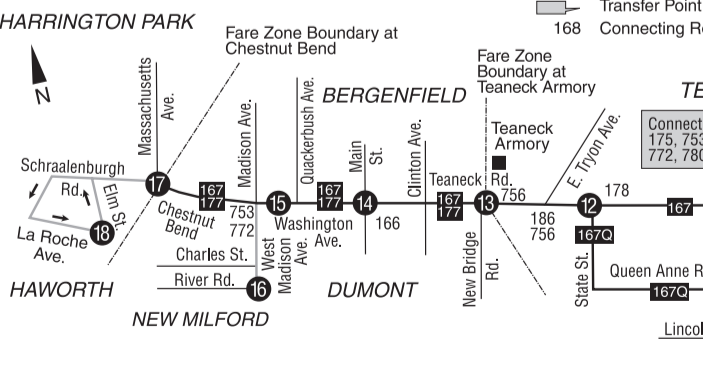 HARRINGTON PARK
Transfer Point
168 Connecting
Fare Zone Boundary at
Chestnut Bend
Fare Zone
Boundary at
Teaneck Armory
N
Massachusetts
Ave.
Madison Ave.
Quackerbush Ave.
BERGENFIELD
Main
St.
Clinton Ave.
Teaneck
Armory
E. Tryon Ave.
175, 753
Schraalenburgh
Rd.
Elm St.
La Roche
Ave.
18
17
Chestnut
Bend
167
177
753
772
15
167
177
Washington
Ave.
14
166
Teaneck Rd.
167
177
13
756
186
756
12
178
167
167Q
State St.
Queen Anne
167Q
Charles St.
River Rd.
West
Madison
Ave.
16
New Bridge
Rd.
HAWORTH
NEW MILFORD
DUMONT